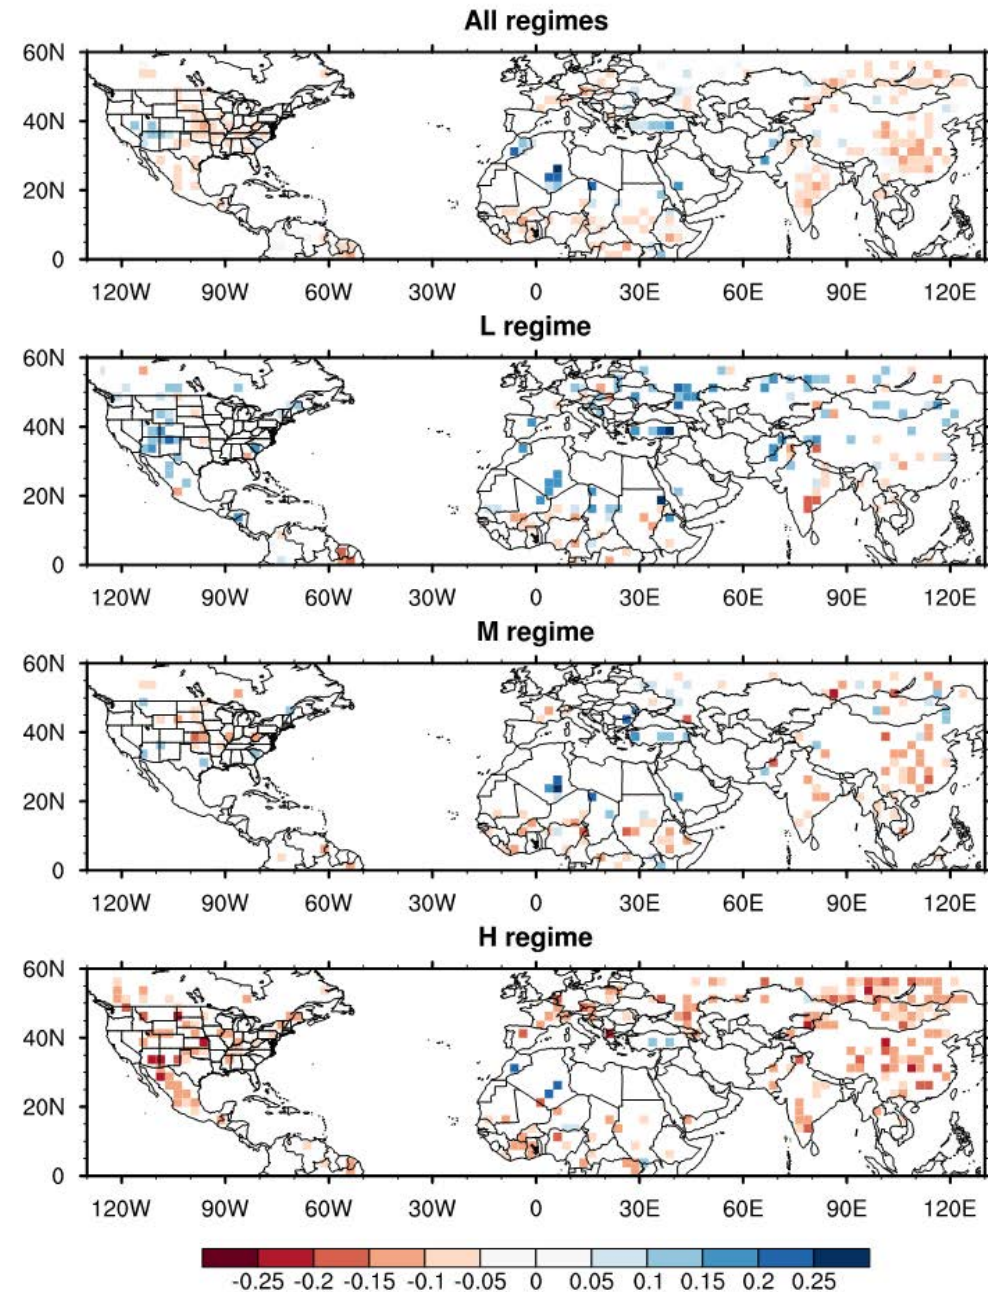 All regimes
60N
40N
20N
0
120W 90W 60W 30W 0 30E 60E 90E 120E
L regime
60N
40N
20N
0
120W 90W 60W 30W 0 30E 60E 90E 120E
M regime
60N
40N
20N
0
120W 90W 60W 30W 0 30E 60E 90E 120E
H regime
60N
40N
20N
0
120W 90W 60W 30W 0 30E 60E 90E 120E
-0.25 -0.2 -0.15 -0.1 -0.05 0 0.05 0.1 0.15 0.2 0.25